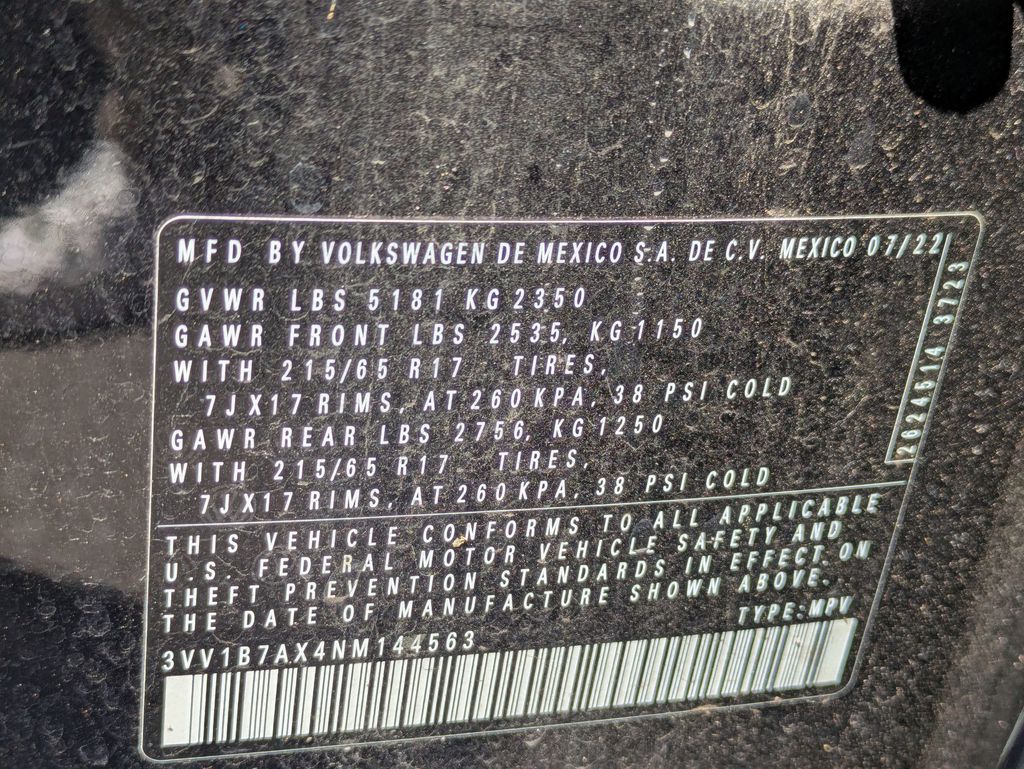 MFD BY VOLKSWAGEN DE MEXICO S.A. DE C.V. MEXICO 07/22
GVWR LBS 5181 KG 2350
GAWR FRONT LBS 2535, KG 1150
WITH 215/65 R17 TIRES,
7JX17 RIMS, AT 260 KPA, 38 PSI COLD
GAWR REAR LBS 2756, KG 1250
WITH 215/65 R17 TIRES,
7JX17 RIMS, AT 260 KPA, 38 PSI COLD
2624614 3723
THIS VEHICLE CONFORMS TO ALL APPLICABLE
U.S. FEDERAL MOTOR VEHICLE SAFETY AND
THEFT PREVENTION STANDARDS IN EFFECT ON
THE DATE OF MANUFACTURE SHOWN ABOVE.
TYPE: MPV
3VV1B7AX4NM144563